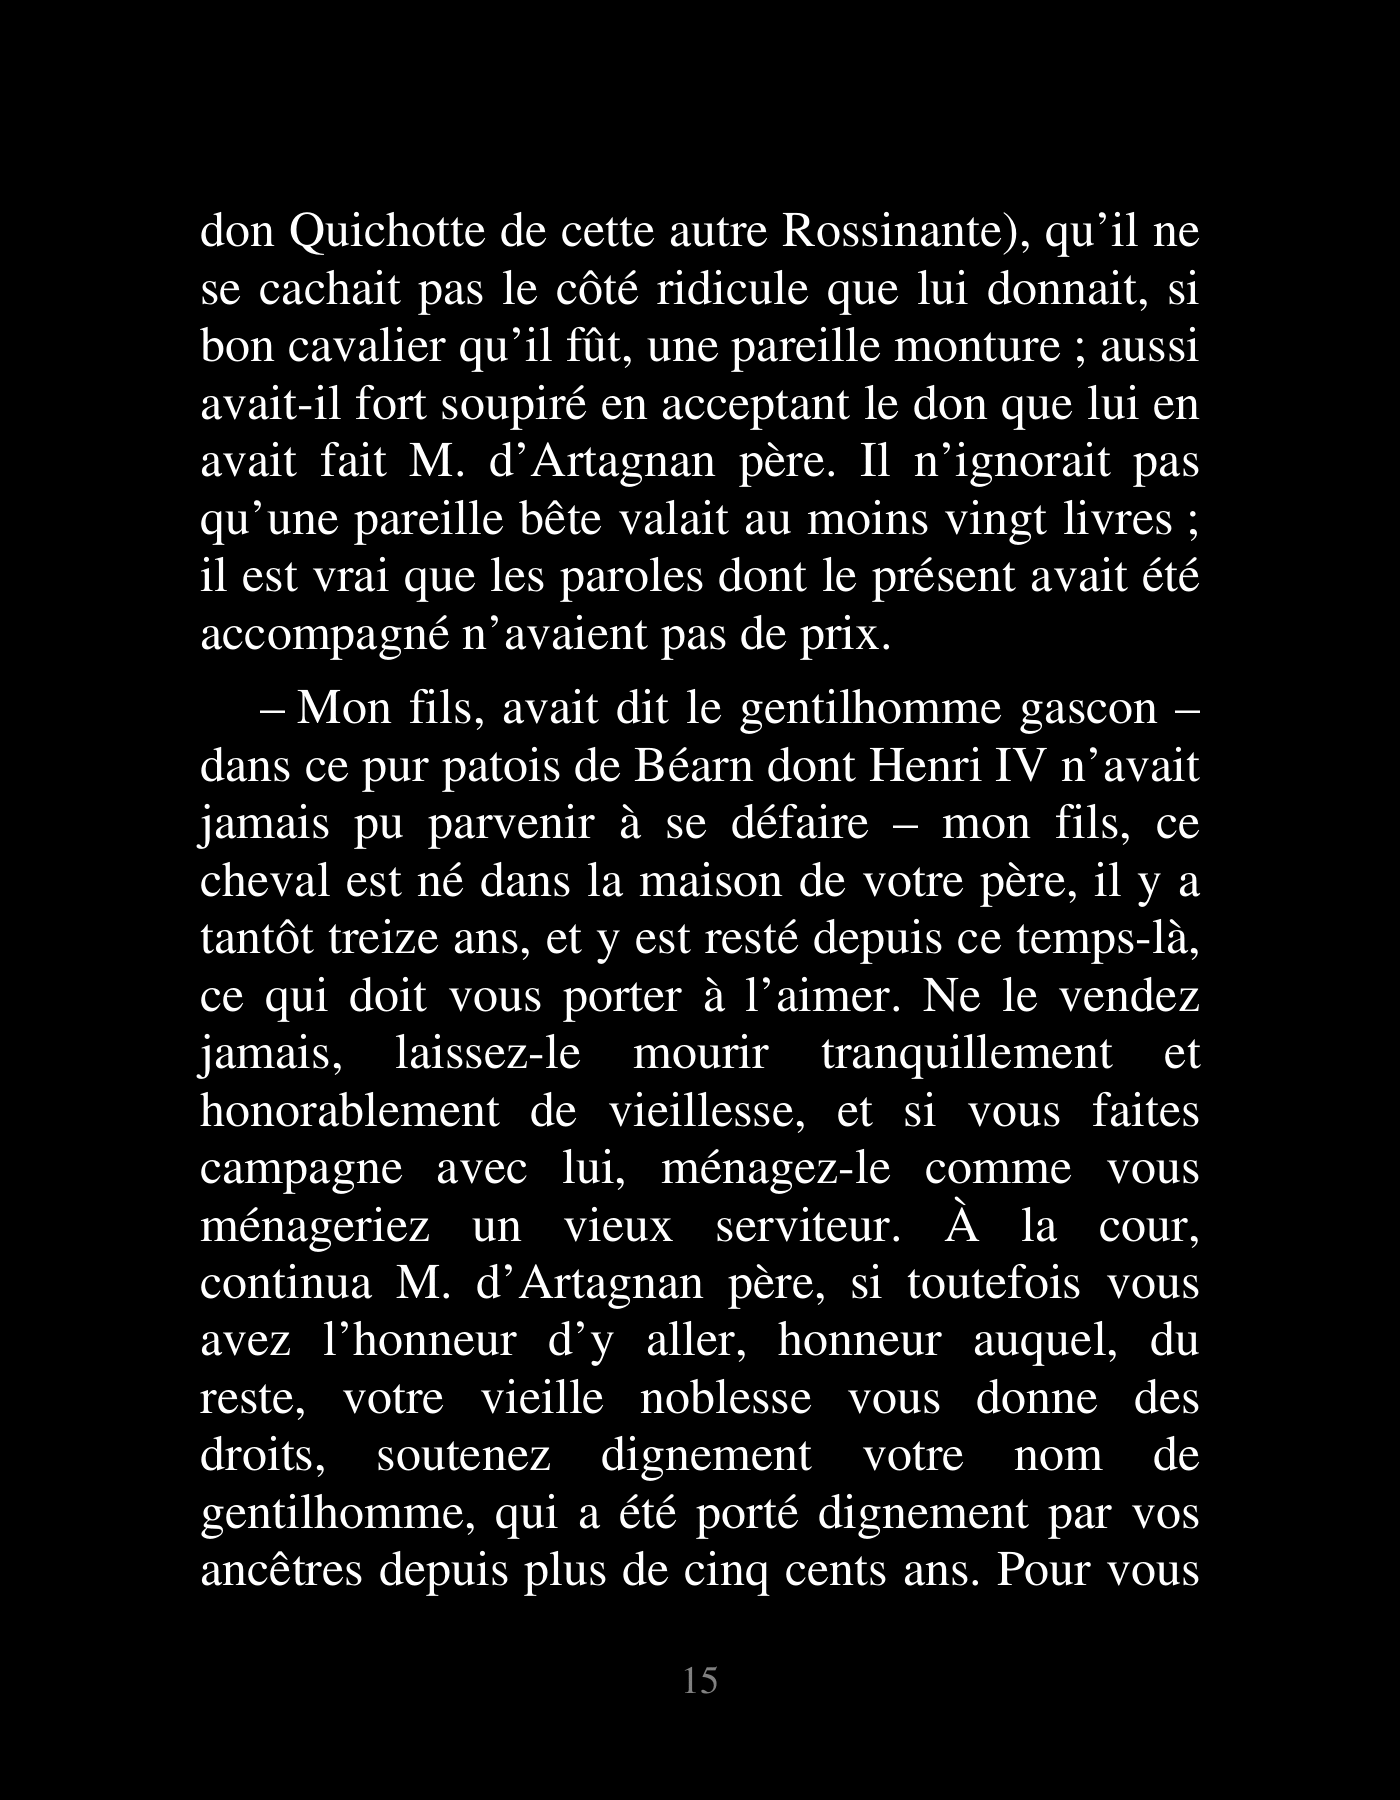 don Quichotte de cette autre Rossinante), qu’il ne
se cachait pas le côté ridicule que lui donnait, si
bon cavalier qu’il fût, une pareille monture ; aussi
avait-il fort soupiré en acceptant le don que lui en
avait fait M. d’Artagnan père. Il n’ignorait pas
qu’une pareille bête valait au moins vingt livres ;
il est vrai que les paroles dont le présent avait été
accompagné n’avaient pas de prix.
– Mon fils, avait dit le gentilhomme gascon –
dans ce pur patois de Béarn dont Henri IV n’avait
jamais pu parvenir à se défaire – mon fils, ce
cheval est né dans la maison de votre père, il y a
tantôt treize ans, et y est resté depuis ce temps-là,
ce qui doit vous porter à l’aimer. Ne le vendez
jamais, laissez-le mourir tranquillement et
honorablement de vieillesse, et si vous faites
campagne avec lui, ménagez-le comme vous
ménageriez un vieux serviteur. À la cour,
continua M. d’Artagnan père, si toutefois vous
avez l’honneur d’y aller, honneur auquel, du
reste, votre vieille noblesse vous donne des
droits, soutenez dignement votre nom de
gentilhomme, qui a été porté dignement par vos
ancêtres depuis plus de cinq cents ans. Pour vous
15